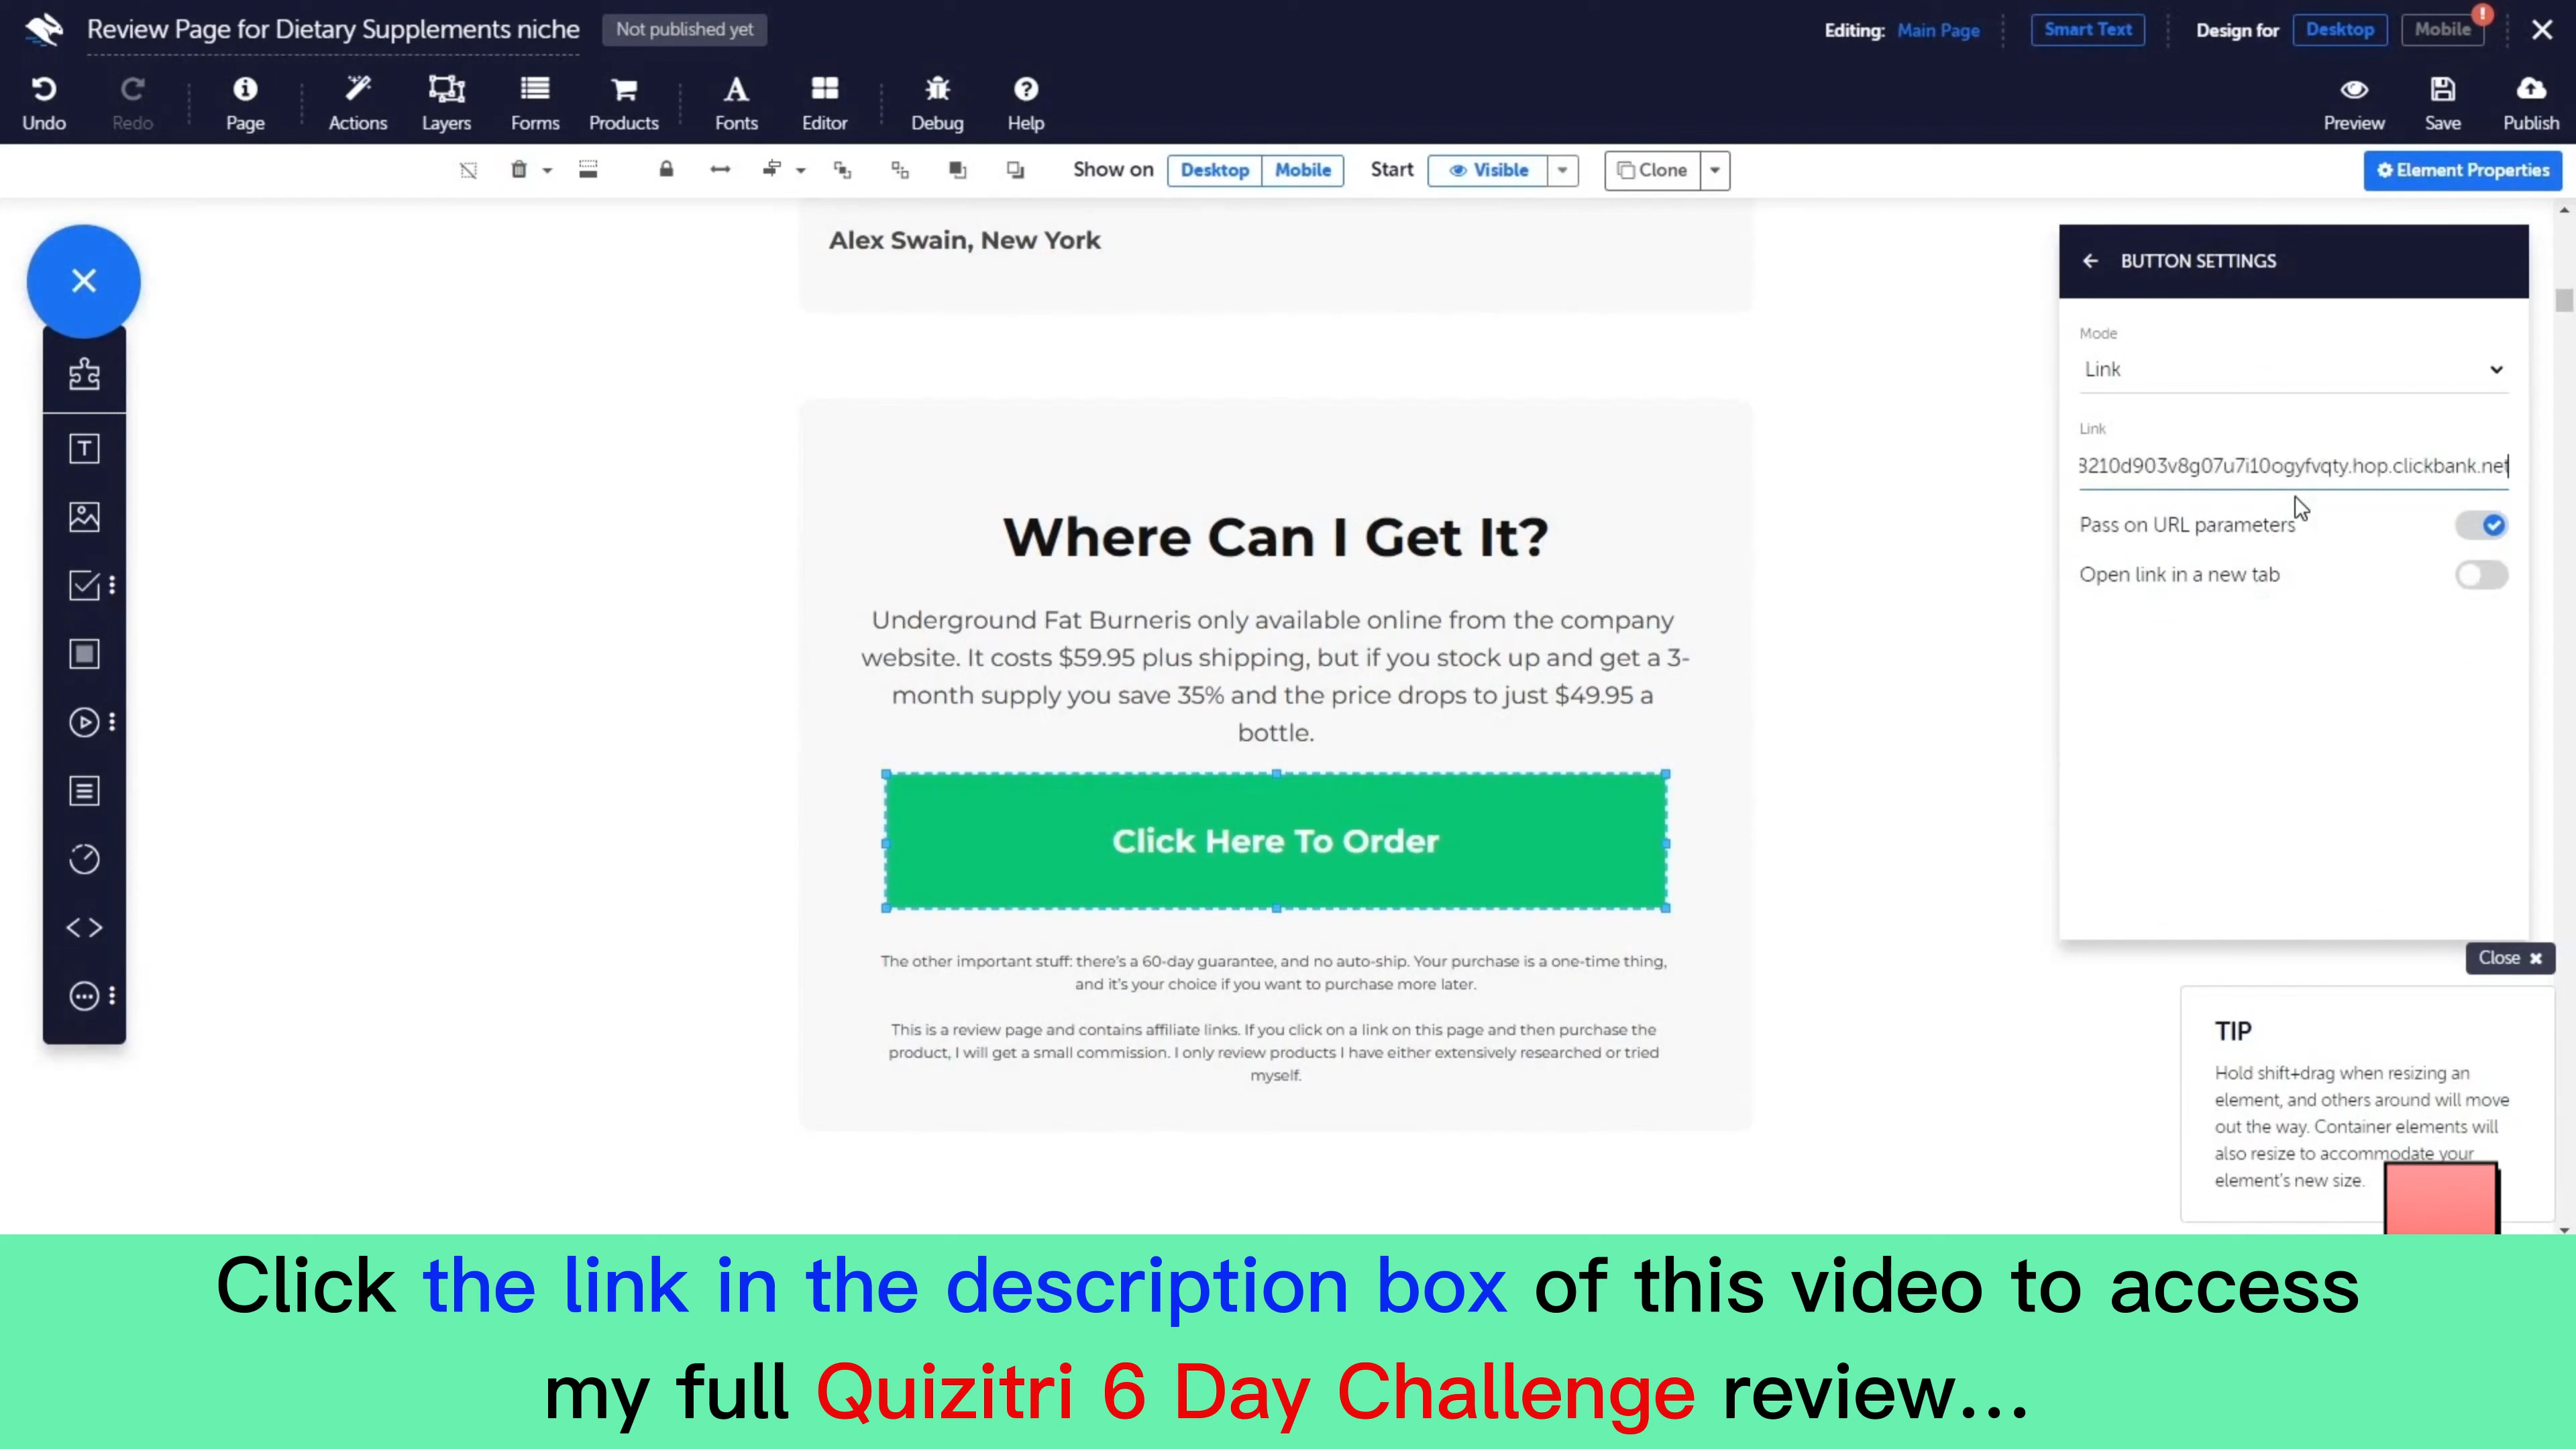 Review Page for Dietary Supplements niche
Not published yet
Editing: Main Page
Smart Text
Design for
Desktop
Mobile
!
Undo
Redo
Page
Actions
Layers
Forms
Products
Fonts
Editor
Debug
Help
Preview
Save
Publish
Show on
Desktop
Mobile
Start
Visible
Clone
Element Properties
Alex Swain, New York
BUTTON SETTINGS
Mode
Link
Link
8210d903v8g07u7i10ogyfvqty.hop.clickbank.net
Pass on URL parameters
Open link in a new tab
Where Can I Get It?
Underground Fat Burneris only available online from the company
website. It costs $59.95 plus shipping, but if you stock up and get a 3-
month supply you save 35% and the price drops to just $49.95 a
bottle.
Click Here To Order
The other important stuff: there's a 60-day guarantee, and no auto-ship. Your purchase is a one-time thing,
and it's your choice if you want to purchase more later.
This is a review page and contains affiliate links. If you click on a link on this page and then purchase the
product, I will get a small commission. I only review products I have either extensively researched or tried
myself.
Close
TIP
Hold shift+drag when resizing an
element, and others around will move
out the way. Container elements will
also resize to accommodate your
element's new size.
Click the link in the description box of this video to access
my full Quizitri 6 Day Challenge review...